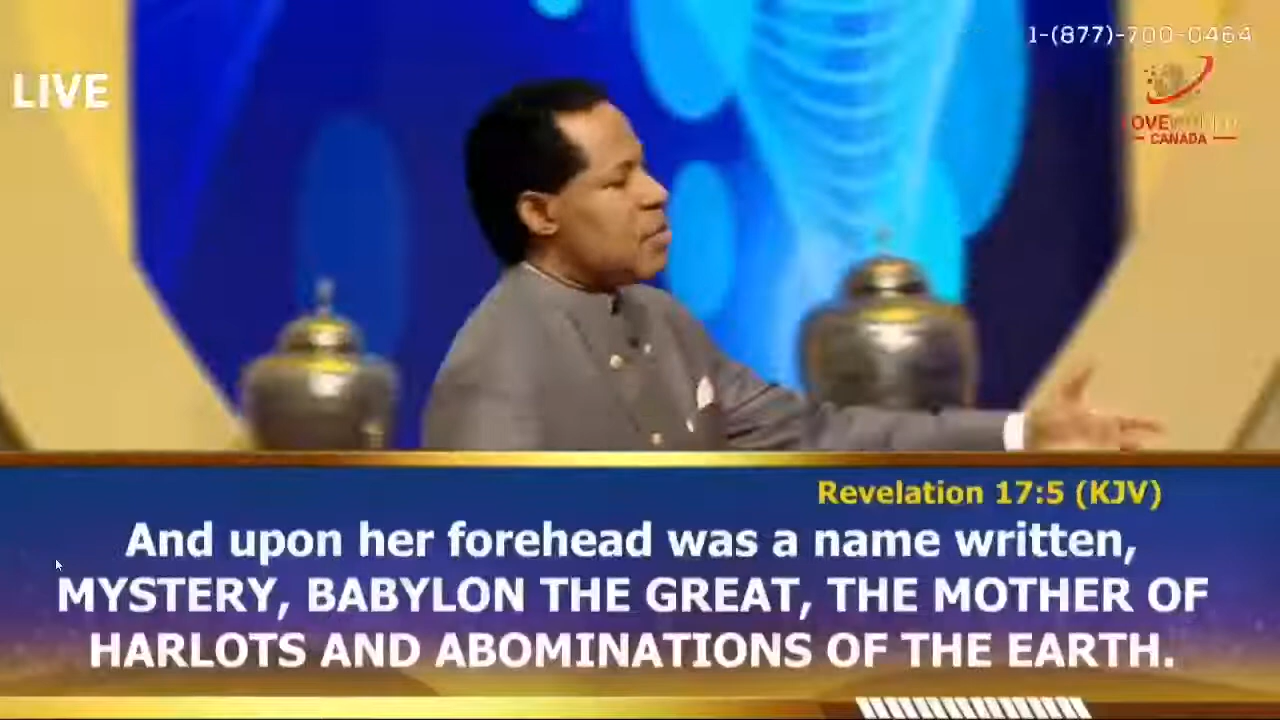 1-(877)-700-0464
LIVE
CANADA
Revelation 17:5 (KJV)
And upon her forehead was a name written,
MYSTERY, BABYLON THE GREAT, THE MOTHER OF
HARLOTS AND ABOMINATIONS OF THE EARTH.